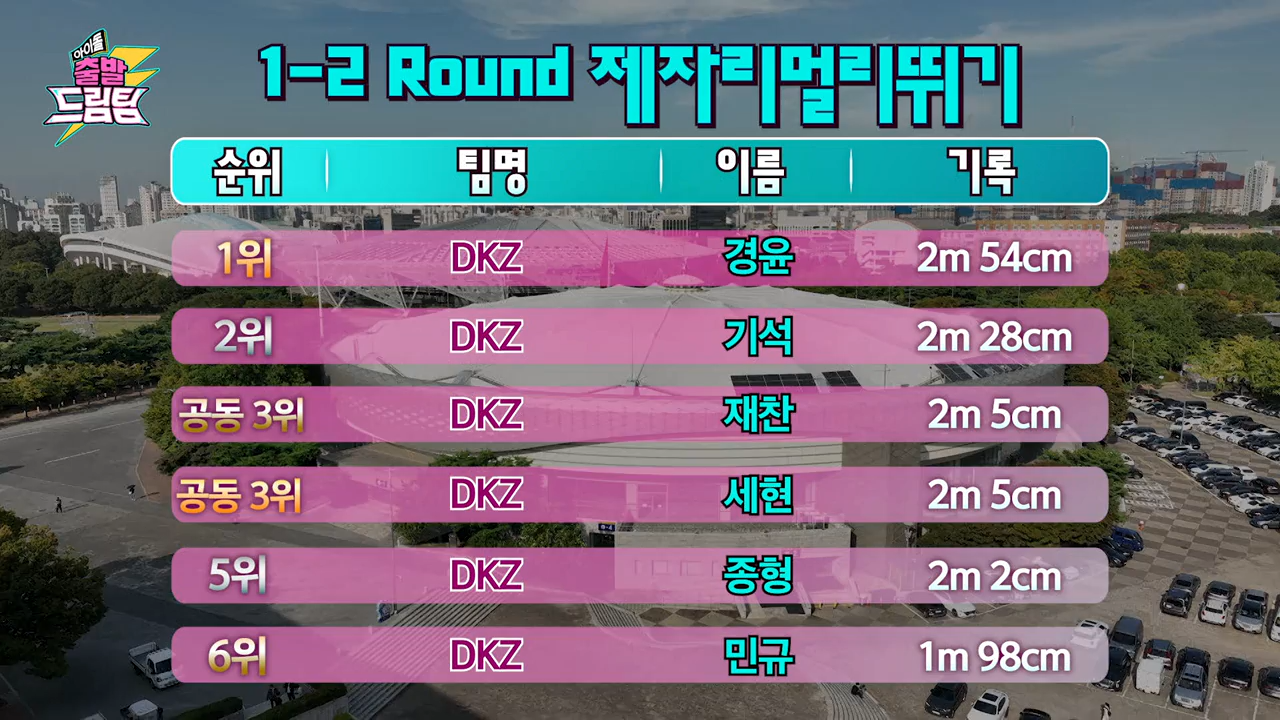 아이돌
출발
드림팀
1-2 Round 제자리멀리뛰기
순위 팀명 이름 기록
1위 DKZ 경윤 2m 54cm
2위 DKZ 기석 2m 28cm
공동 3위 DKZ 재찬 2m 5cm
공동 3위 DKZ 세현 2m 5cm
5위 DKZ 종형 2m 2cm
6위 DKZ 민규 1m 98cm